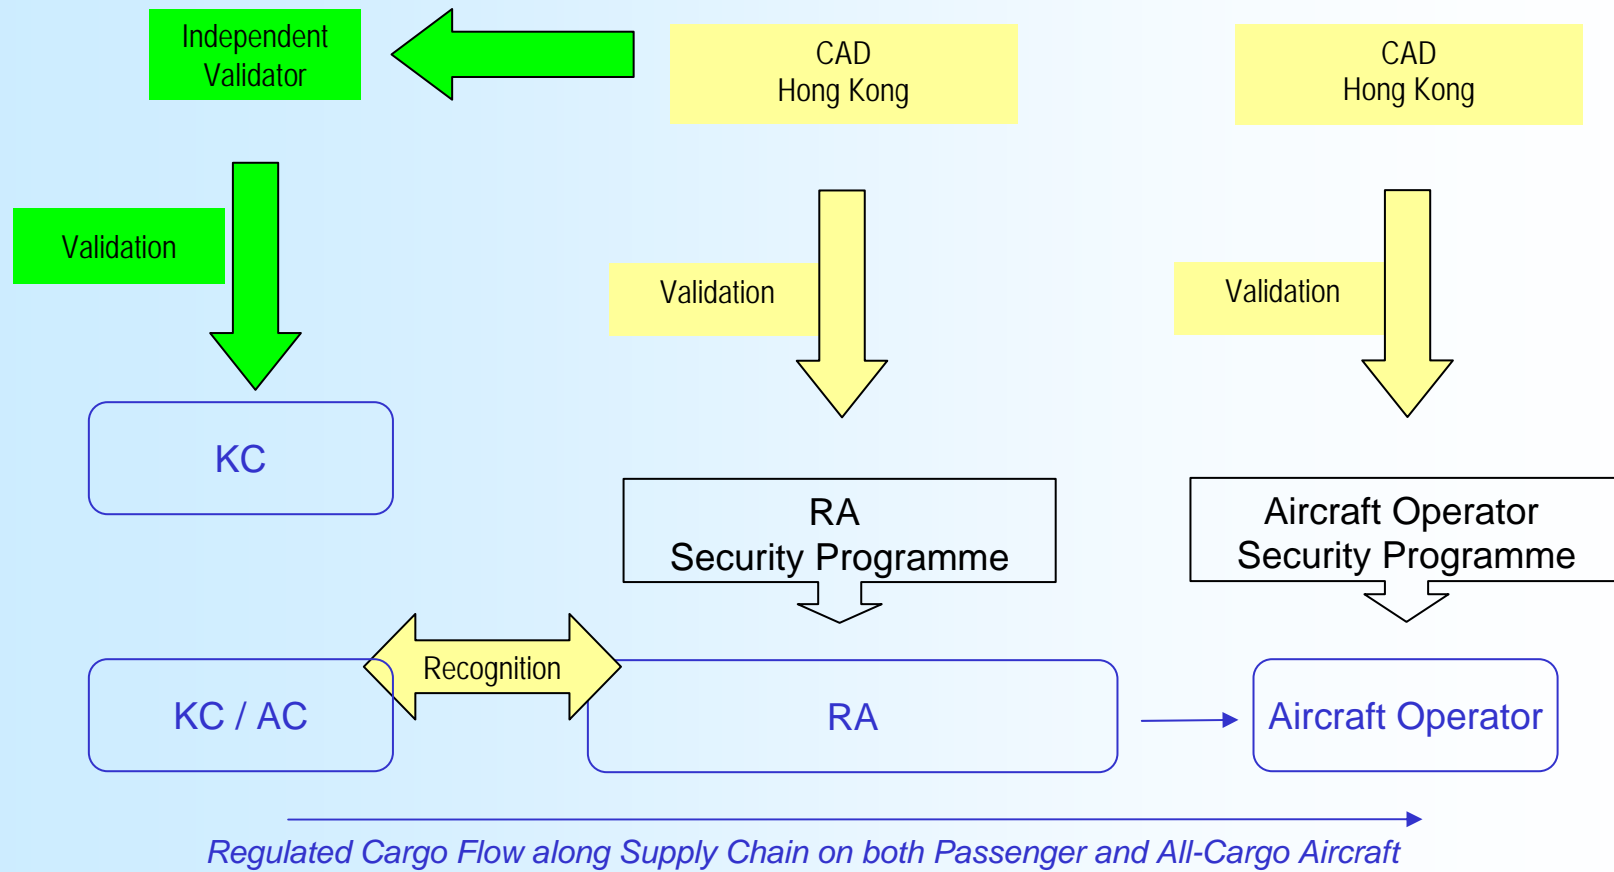 Independent
Validator
CAD
Hong Kong
CAD
Hong Kong
Validation
Validation
Validation
KC
RA
Security Programme
Aircraft Operator
Security Programme
Recognition
KC / AC
RA
Aircraft Operator
Regulated Cargo Flow along Supply Chain on both Passenger and All-Cargo Aircraft